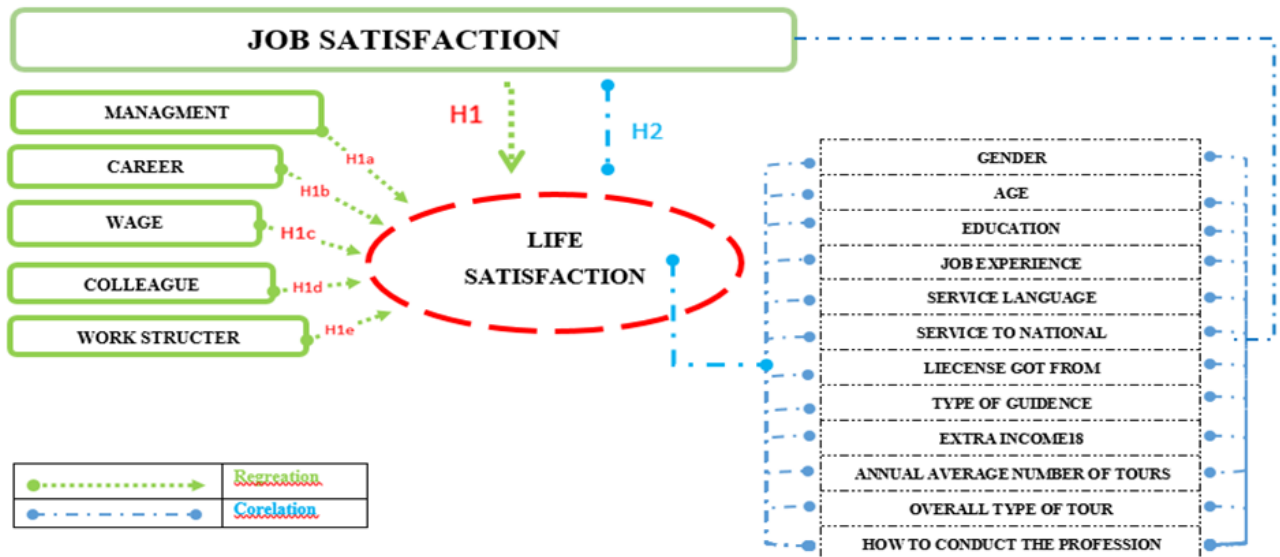 JOB SATISFACTION
MANAGMENT
CAREER
WAGE
COLLEAGUE
WORK STRUCTER
H1a
H1b
H1c
H1d
H1e
H1
H2
LIFE
SATISFACTION
GENDER
AGE
EDUCATION
JOB EXPERIENCE
SERVICE LANGUAGE
SERVICE TO NATIONAL
LIECENSE GOT FROM
TYPE OF GUIDENCE
EXTRA INCOME18
ANNUAL AVERAGE NUMBER OF TOURS
OVERALL TYPE OF TOUR
HOW TO CONDUCT THE PROFESSION
Regreation
Corelation